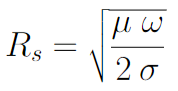 $R_s = \sqrt{\frac{\mu \, \omega}{2 \, \sigma}}$